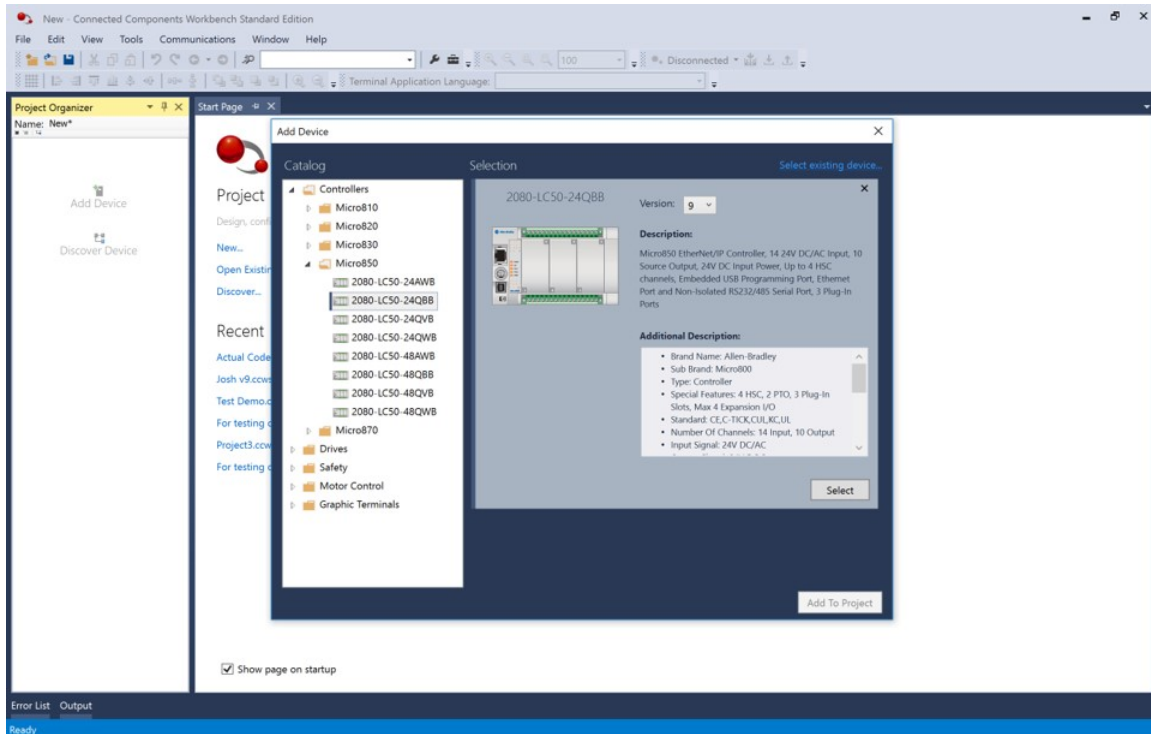 New - Connected Components Workbench Standard Edition
File Edit View Tools Communications Window Help
100
Disconnected
Terminal Application Language:
Project Organizer
Name: New*
Add Device
Discover Device
Start Page
Project
Design, conf
New...
Open Existin
Discover...
Recent
Actual Code
Josh v9.ccws
Test Demo.c
For testing c
Project3.ccw
For testing c
Show page on startup
Add Device
Catalog
Controllers
Micro810
Micro820
Micro830
Micro850
2080-LC50-24AWB
2080-LC50-24QBB
2080-LC50-24QVB
2080-LC50-24QWB
2080-LC50-48AWB
2080-LC50-48QBB
2080-LC50-48QVB
2080-LC50-48QWB
Micro870
Drives
Safety
Motor Control
Graphic Terminals
Selection
Select existing device...
2080-LC50-24QBB
Version: 9
Description:
Micro850 EtherNet/IP Controller, 14 24V DC/AC Input, 10
Source Output, 24V DC Input Power, Up to 4 HSC
channels, Embedded USB Programming Port, Ethernet
Port and Non-Isolated RS232/485 Serial Port, 3 Plug-In
Ports
Additional Description:
• Brand Name: Allen-Bradley
• Sub Brand: Micro800
• Type: Controller
• Special Features: 4 HSC, 2 PTO, 3 Plug-In
Slots, Max 4 Expansion I/O
• Standard: CE,C-TICK,CUL,KC,UL
• Number Of Channels: 14 Input, 10 Output
• Input Signal: 24V DC/AC
Select
Add To Project
Error List Output
Ready